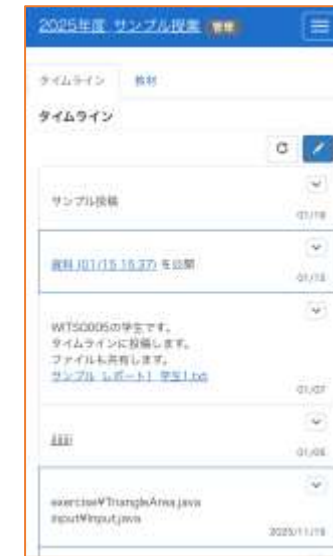 2025年度 サンプル授業 管理
タイムライン 教材
タイムライン
サンプル投稿
01/19
資料 (01/15 15:37) を公開
01/15
WITS0005の学生です。
タイムラインに投稿します。
ファイルも共有します。
サンプル_レポート1_学生1.txt
01/07
01/06
exercise¥TriangleArea.java
input¥Input.java
2025/11/19